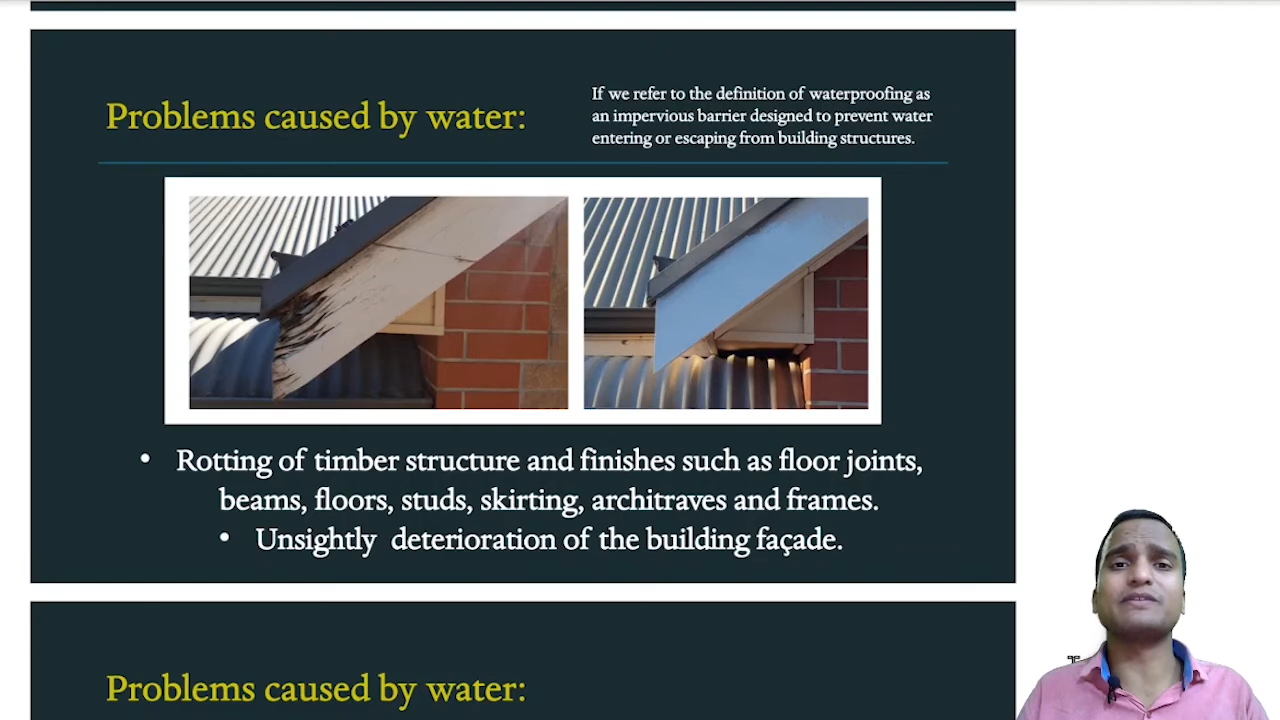 Problems caused by water:
If we refer to the definition of waterproofing as
an impervious barrier designed to prevent water
entering or escaping from building structures.
• Rotting of timber structure and finishes such as floor joints,
beams, floors, studs, skirting, architraves and frames.
• Unsightly deterioration of the building façade.
Problems caused by water: